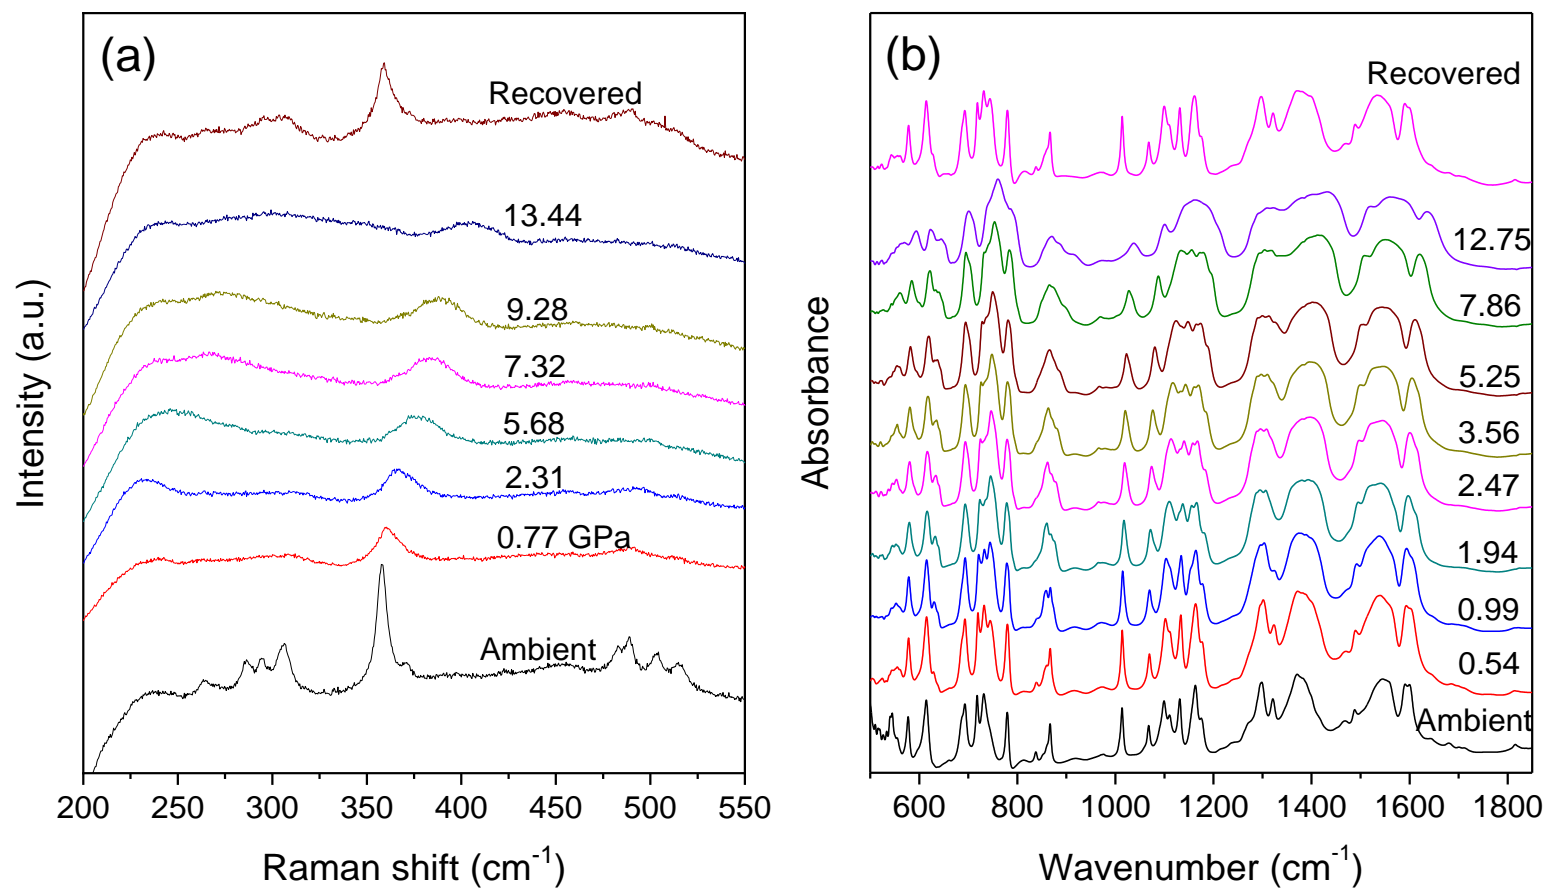 (a)
Recovered
13.44
9.28
7.32
5.68
2.31
0.77 GPa
Ambient
Intensity (a.u.)
200 250 300 350 400 450 500 550
Raman shift (cm⁻¹)
(b)
Recovered
12.75
7.86
5.25
3.56
2.47
1.94
0.99
0.54
Ambient
Absorbance
600 800 1000 1200 1400 1600 1800
Wavenumber (cm⁻¹)